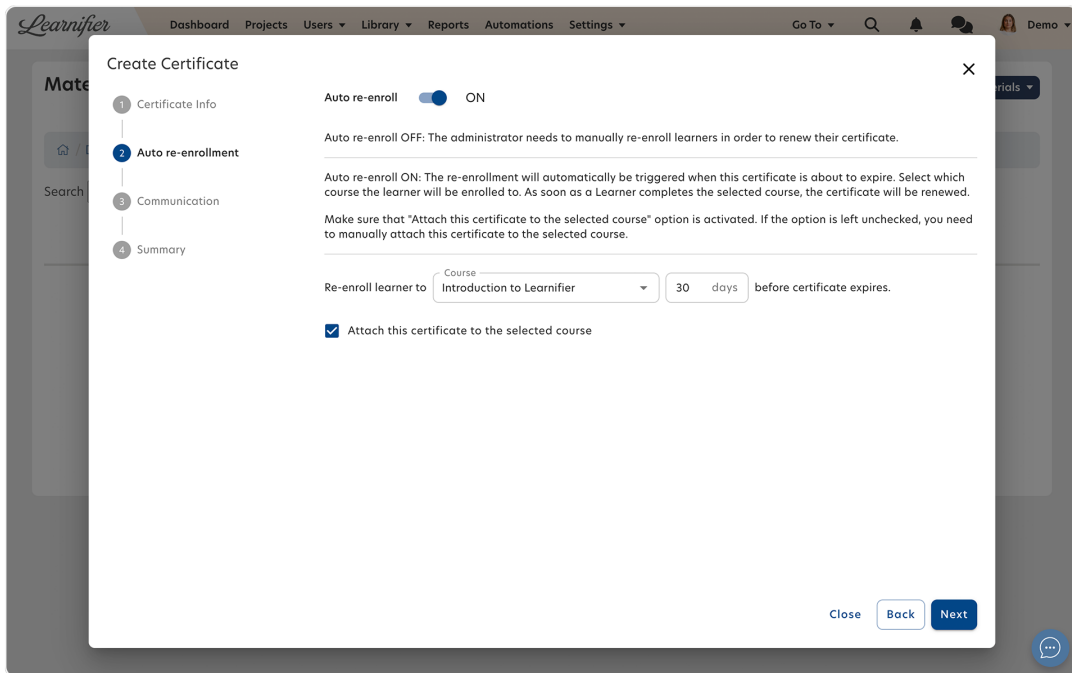 Learnifier
Dashboard Projects Users Library Reports Automations Settings Go To Demo
Create Certificate
Mate
rials
1 Certificate Info
2 Auto re-enrollment
3 Communication
4 Summary
/
Search
Auto re-enroll ON
Auto re-enroll OFF: The administrator needs to manually re-enroll learners in order to renew their certificate.
Auto re-enroll ON: The re-enrollment will automatically be triggered when this certificate is about to expire. Select which
course the learner will be enrolled to. As soon as a Learner completes the selected course, the certificate will be renewed.
Make sure that "Attach this certificate to the selected course" option is activated. If the option is left unchecked, you need
to manually attach this certificate to the selected course.
Course
Re-enroll learner to Introduction to Learnifier 30 days before certificate expires.
Attach this certificate to the selected course
Close Back Next